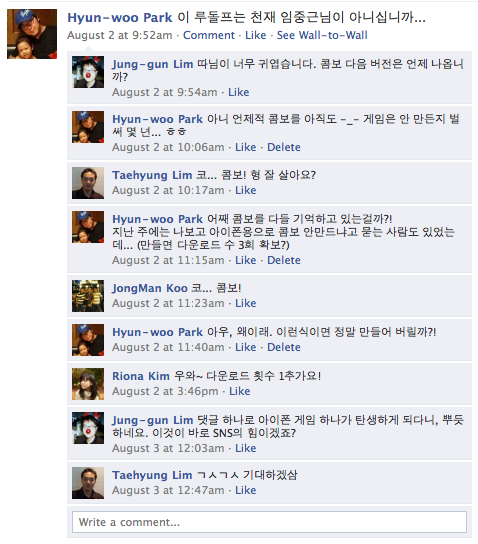 Hyun-woo Park 이 루돌프는 천재 임중근님이 아니십니까...
August 2 at 9:52am · Comment · Like · See Wall-to-Wall
Jung-gun Lim 따님이 너무 귀엽습니다. 콤보 다음 버전은 언제 나옵니
까?
August 2 at 9:54am · Like
Hyun-woo Park 아니 언제적 콤보를 아직도 -_- 게임은 안 만든지 벌
써 몇 년... ㅎㅎ
August 2 at 10:06am · Like · Delete
Taehyung Lim 코... 콤보! 형 잘 살아요?
August 2 at 10:17am · Like
Hyun-woo Park 어째 콤보를 다들 기억하고 있는걸까?!
지난 주에는 나보고 아이폰용으로 콤보 안만드냐고 묻는 사람도 있었는
데... (만들면 다운로드 수 3회 확보?)
August 2 at 11:15am · Like · Delete
JongMan Koo 코... 콤보!
August 2 at 11:23am · Like
Hyun-woo Park 아우, 왜이래. 이런식이면 정말 만들어 버릴까?!
August 2 at 11:40am · Like · Delete
Riona Kim 우와~ 다운로드 횟수 1추가요!
August 2 at 3:46pm · Like
Jung-gun Lim 댓글 하나로 아이폰 게임 하나가 탄생하게 되다니, 뿌듯
하네요. 이것이 바로 SNS의 힘이겠죠?
August 3 at 12:03am · Like
Taehyung Lim ㄱㅅㄱㅅ 기대하겠삼
August 3 at 12:47am · Like
Write a comment...